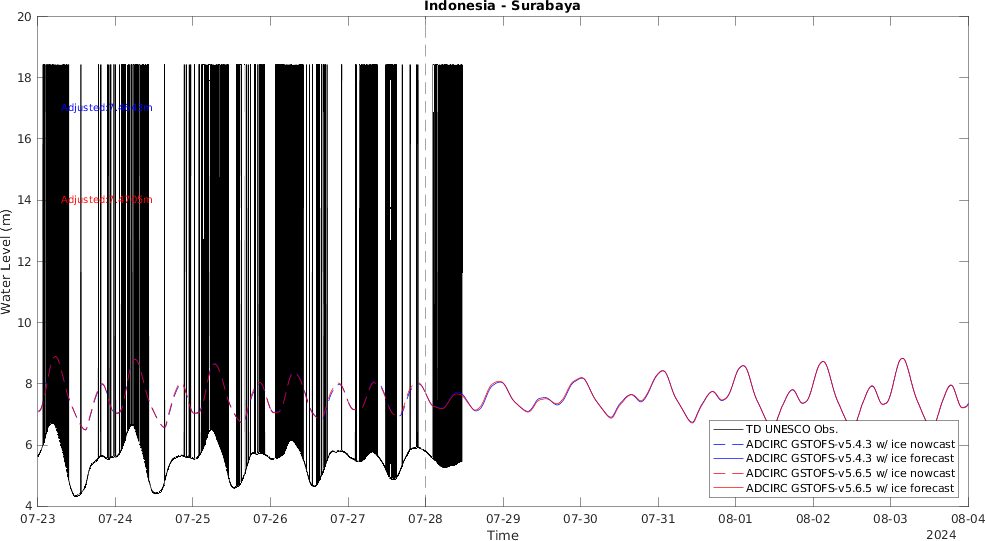 Indonesia - Surabaya
20
18
16
14
12
10
8
6
4
Water Level (m)
07-23
07-24
07-25
07-26
07-27
07-28
07-29
07-30
07-31
08-01
08-02
08-03
08-04
Time
2024
TD UNESCO Obs.
ADCIRC GSTOFS-v5.4.3 w/ ice nowcast
ADCIRC GSTOFS-v5.4.3 w/ ice forecast
ADCIRC GSTOFS-v5.6.5 w/ ice nowcast
ADCIRC GSTOFS-v5.6.5 w/ ice forecast